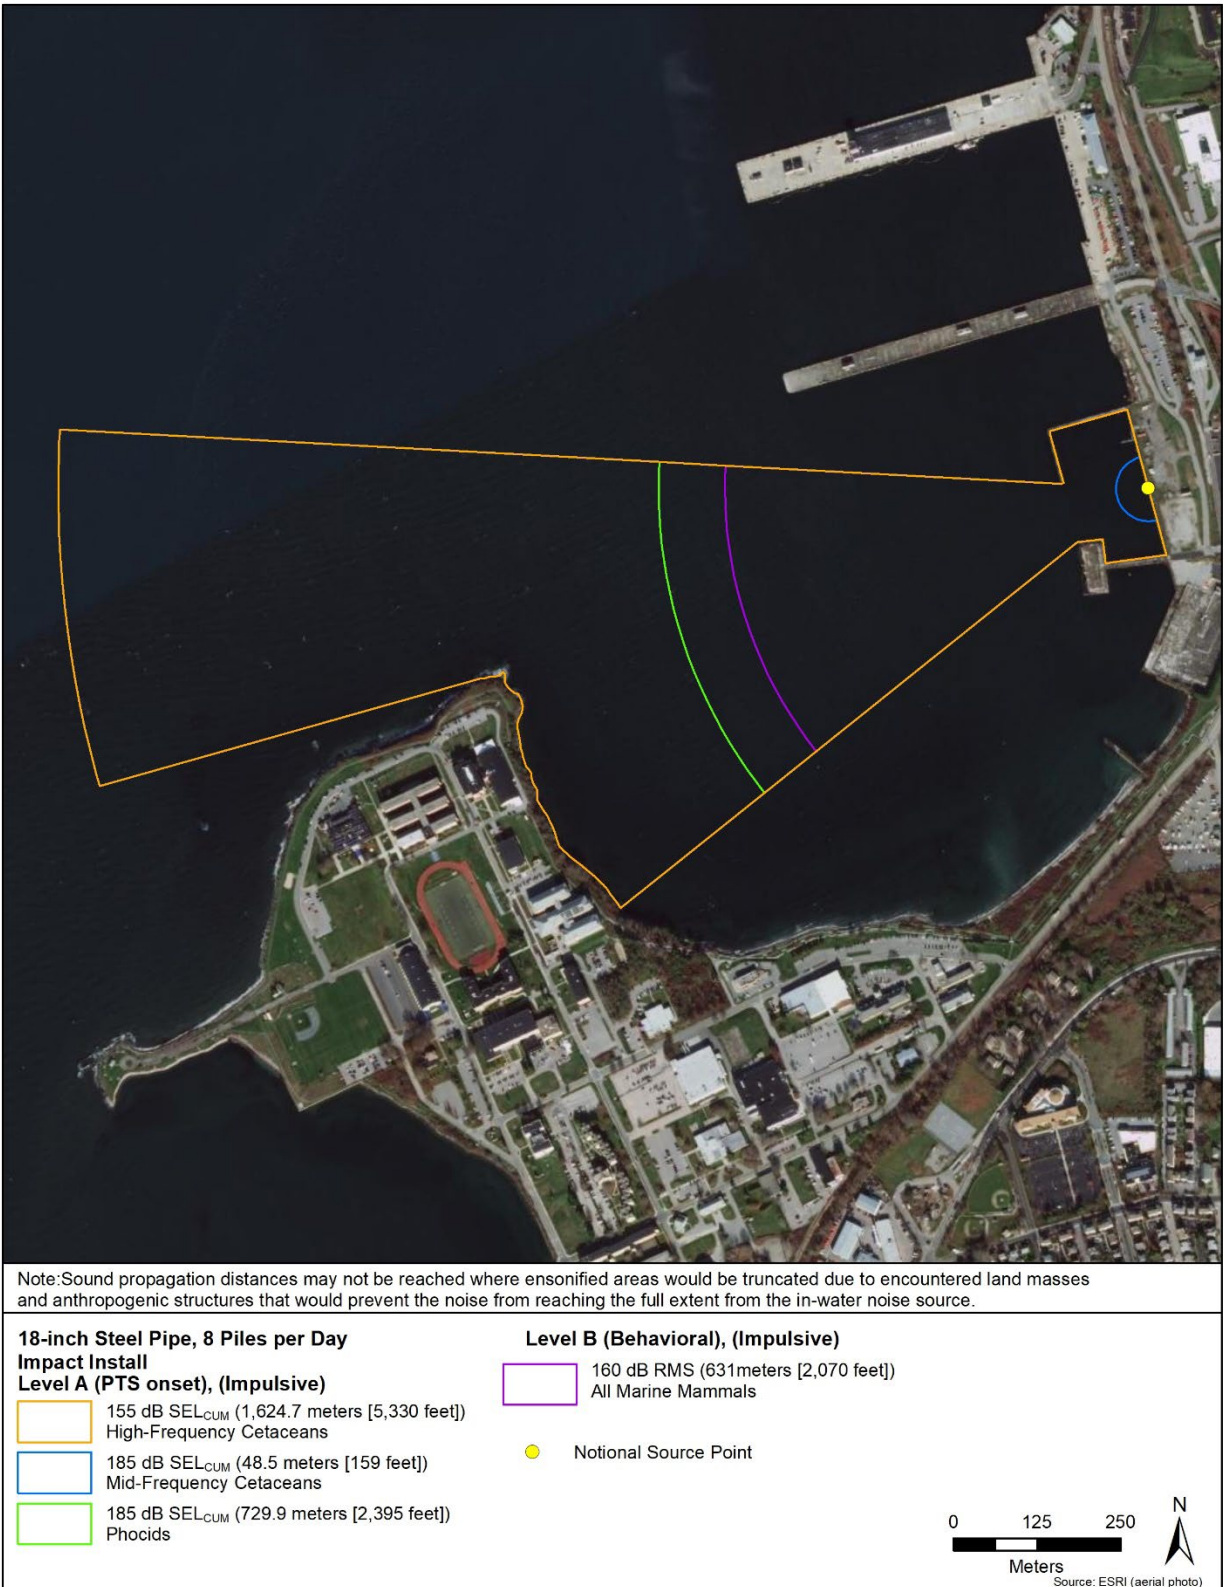 Note:Sound propagation distances may not be reached where ensonified areas would be truncated due to encountered land masses
and anthropogenic structures that would prevent the noise from reaching the full extent from the in-water noise source.
18-inch Steel Pipe, 8 Piles per Day
Impact Install
Level A (PTS onset), (Impulsive)
155 dB SELCUM (1,624.7 meters [5,330 feet])
High-Frequency Cetaceans
185 dB SELCUM (48.5 meters [159 feet])
Mid-Frequency Cetaceans
185 dB SELCUM (729.9 meters [2,395 feet])
Phocids
Level B (Behavioral), (Impulsive)
160 dB RMS (631meters [2,070 feet])
All Marine Mammals
Notional Source Point
N
0 125 250
Meters
Source: ESRI (aerial photo)